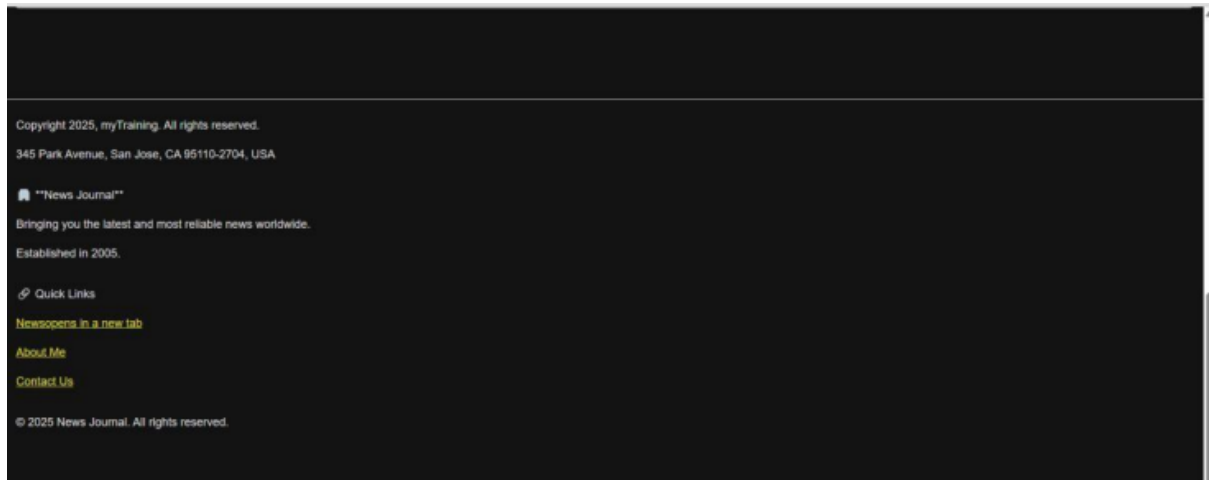 Copyright 2025, myTraining. All rights reserved.
345 Park Avenue, San Jose, CA 95110-2704, USA
**News Journal**
Bringing you the latest and most reliable news worldwide.
Established in 2005.
Quick Links
Newsopens in a new tab
About Me
Contact Us
© 2025 News Journal. All rights reserved.